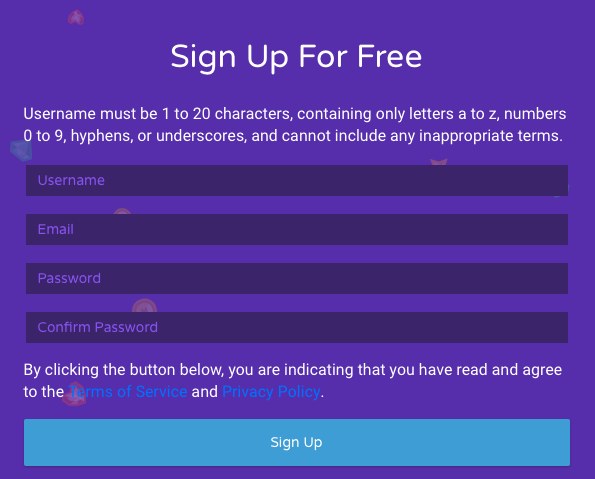 Sign Up For Free
Username must be 1 to 20 characters, containing only letters a to z, numbers
0 to 9, hyphens, or underscores, and cannot include any inappropriate terms.
Username
Email
Password
Confirm Password
By clicking the button below, you are indicating that you have read and agree
to the Terms of Service and Privacy Policy.
Sign Up